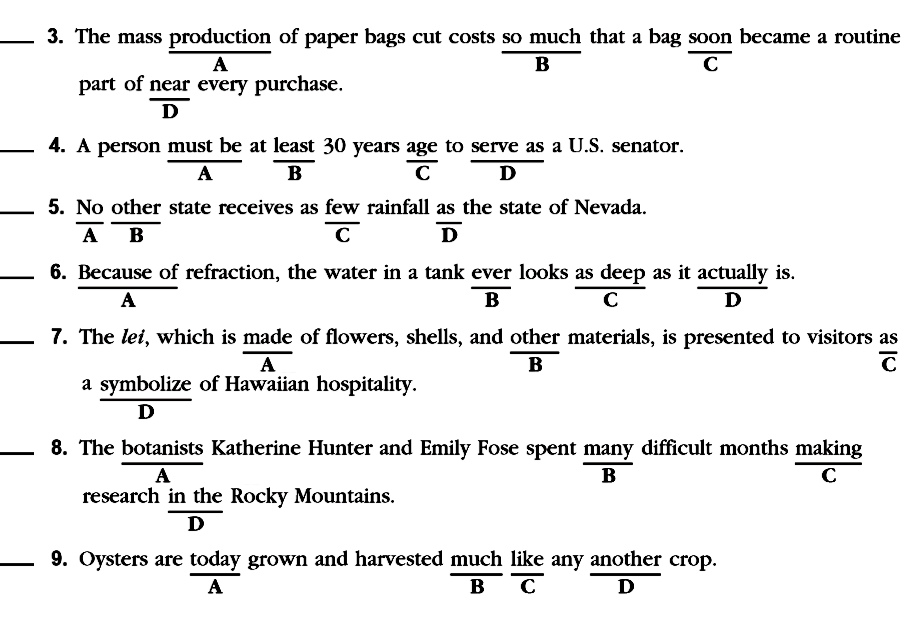 ____ 3. The mass production of paper bags cut costs so much that a bag soon became a routine
A B C
part of near every purchase.
D
____ 4. A person must be at least 30 years age to serve as a U.S. senator.
A B C D
____ 5. No other state receives as few rainfall as the state of Nevada.
A B C D
____ 6. Because of refraction, the water in a tank ever looks as deep as it actually is.
A B C D
____ 7. The lei, which is made of flowers, shells, and other materials, is presented to visitors as
A B C
a symbolize of Hawaiian hospitality.
D
____ 8. The botanists Katherine Hunter and Emily Fose spent many difficult months making
A B C
research in the Rocky Mountains.
D
____ 9. Oysters are today grown and harvested much like any another crop.
A B C D